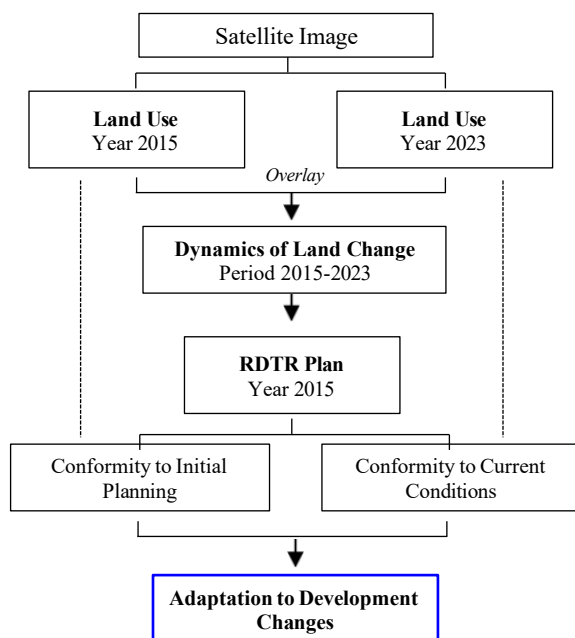 Satellite Image
Land Use
Year 2015
Land Use
Year 2023
Overlay
Dynamics of Land Change
Period 2015-2023
RDTR Plan
Year 2015
Conformity to Initial
Planning
Conformity to Current
Conditions
Adaptation to Development
Changes